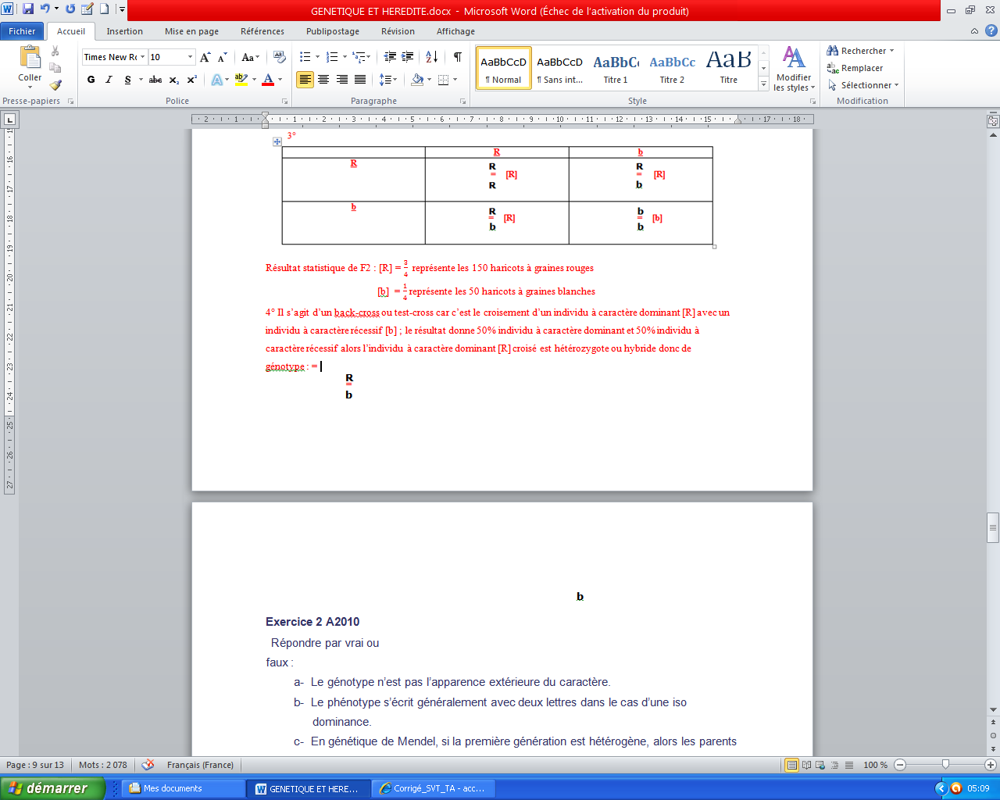 GENETIQUE ET HEREDITE.docx - Microsoft Word (Échec de l'activation du produit)
Fichier Accueil Insertion Mise en page Références Publipostage Révision Affichage
Coller
Times New Ro 10
G I S abc x₂ x²
AaBbCcD AaBbCcD AaBbC AaBbCc AaB
¶ Normal ¶ Sans int... Titre 1 Titre 2 Titre
Modifier les styles
Rechercher
Remplacer
Sélectionner
Presse-papiers Police Paragraphe Style Modification
3°
R b
R R = R [R] R = b [R]
b R = b [R] b = b [b]
Résultat statistique de F2 : [R] = 3/4 représente les 150 haricots à graines rouges
[b] = 1/4 représente les 50 haricots à graines blanches
4° Il s’agit d’un back-cross ou test-cross car c’est le croisement d’un individu à caractère dominant [R] avec un
individu à caractère récessif [b] ; le résultat donne 50% individu à caractère dominant et 50% individu à
caractère récessif alors l’individu à caractère dominant [R] croisé est hétérozygote ou hybride donc de
génotype : =
R
=
b
b
Exercice 2 A2010
Répondre par vrai ou
faux :
a- Le génotype n’est pas l’apparence extérieure du caractère.
b- Le phénotype s’écrit généralement avec deux lettres dans le cas d’une iso
dominance.
c- En génétique de Mendel, si la première génération est hétérogène, alors les parents
Page : 9 sur 13 Mots : 2 078 Français (France) 100 %
démarrer Mes documents GENETIQUE ET HERE... Corrigé_SVT_TA - acc... 05:09